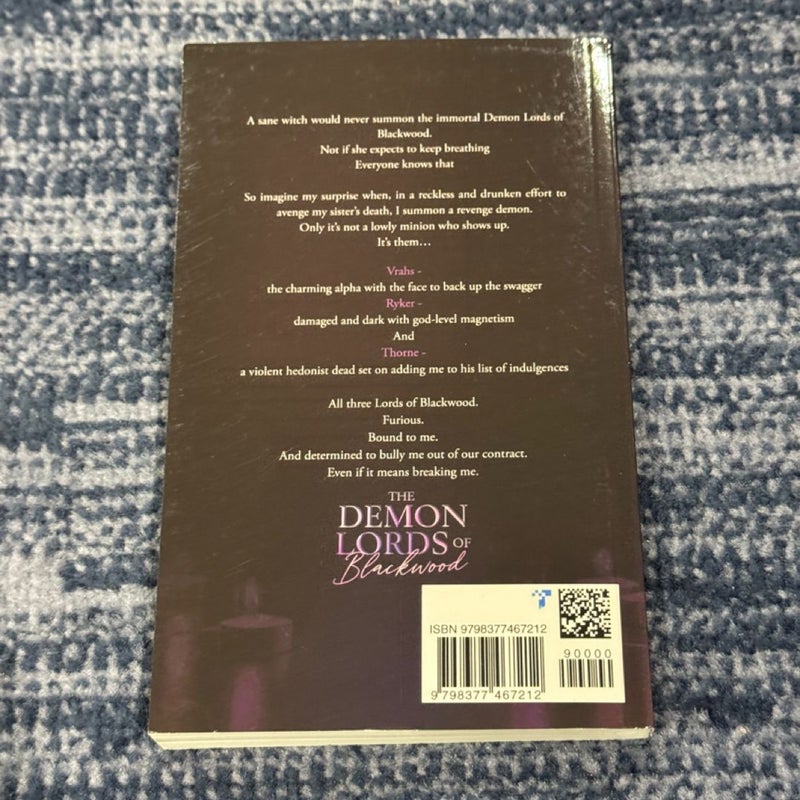 A sane witch would never summon the immortal Demon Lords of
Blackwood.
Not if she expects to keep breathing
Everyone knows that
So imagine my surprise when, in a reckless and drunken effort to
avenge my sister's death, I summon a revenge demon.
Only it's not a lowly minion who shows up.
It's them...
Vrahs -
the charming alpha with the face to back up the swagger
Ryker -
damaged and dark with god-level magnetism
And
Thorne -
a violent hedonist dead set on adding me to his list of indulgences
All three Lords of Blackwood.
Furious.
Bound to me.
And determined to bully me out of our contract.
Even if it means breaking me.
THE
DEMON
LORDS OF
Blackwood
ISBN 9798377467212
90000
9 798377 467212